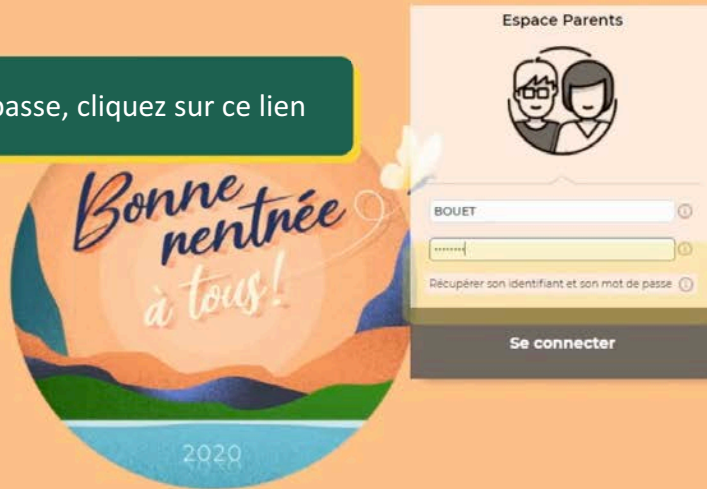 Espace Parents
passe, cliquez sur ce lien
Bonne
rentrée
à tous!
2020
BOUET
Récupérer son identifiant et son mot de passe
Se connecter